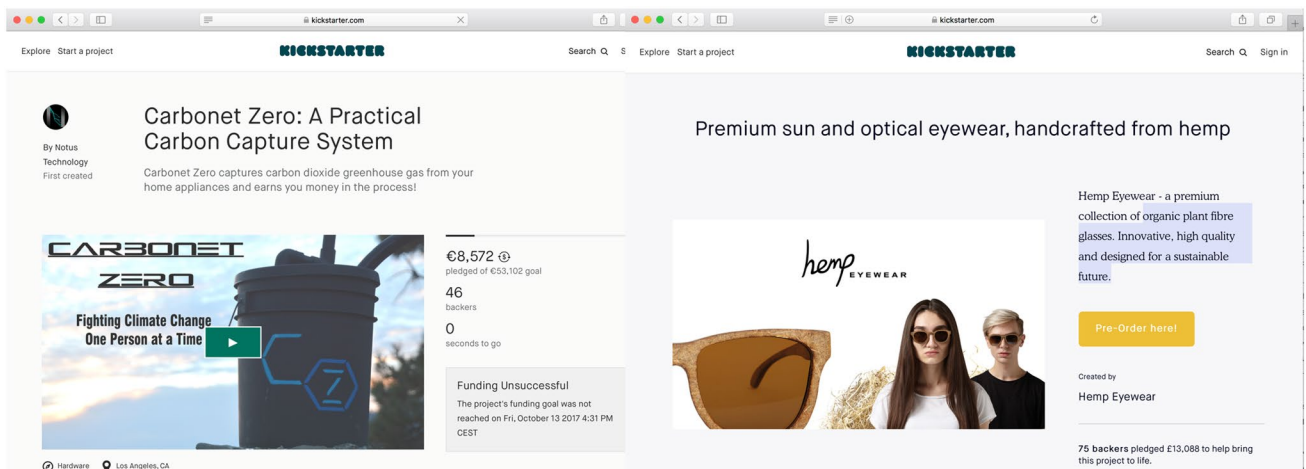 kickstarter.com
Explore Start a project
KICKSTARTER
Search
By Notus
Technology
First created
Carbonet Zero: A Practical
Carbon Capture System
Carbonet Zero captures carbon dioxide greenhouse gas from your
home appliances and earns you money in the process!
CARBONET
ZERO
Fighting Climate Change
One Person at a Time
CZ
€8,572
pledged of €53,102 goal
46
backers
0
seconds to go
Funding Unsuccessful
The project's funding goal was not
reached on Fri, October 13 2017 4:31 PM
CEST
Hardware Los Angeles, CA
kickstarter.com
Explore Start a project
KICKSTARTER
Search Sign in
Premium sun and optical eyewear, handcrafted from hemp
hemp EYEWEAR
Hemp Eyewear - a premium
collection of organic plant fibre
glasses. Innovative, high quality
and designed for a sustainable
future.
Pre-Order here!
Created by
Hemp Eyewear
75 backers pledged £13,088 to help bring
this project to life.